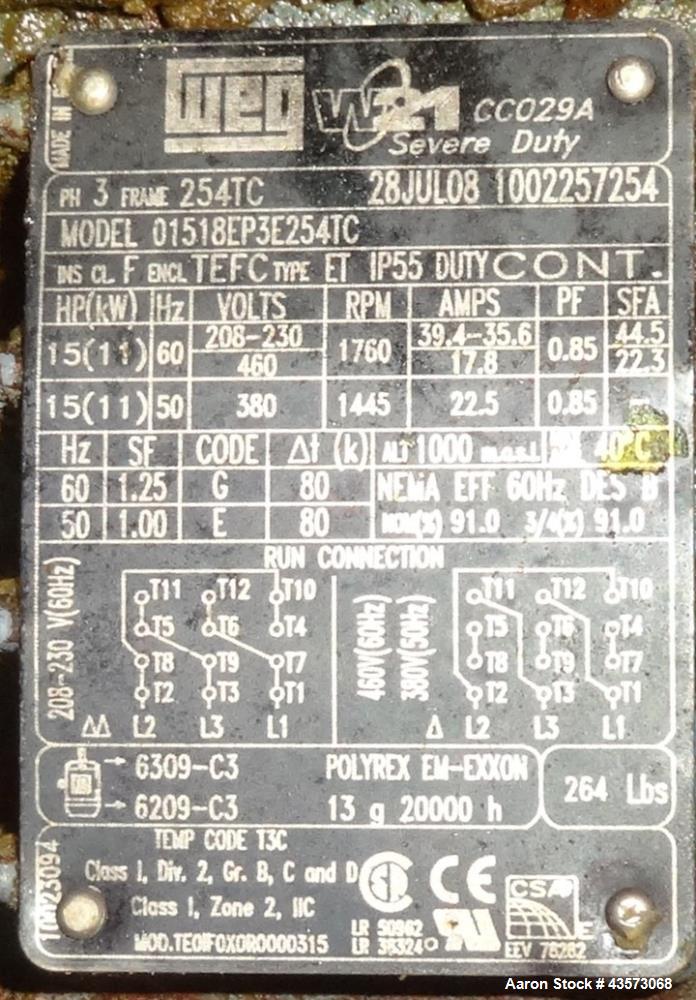 weg W21 CC029A
Severe Duty
MADE IN
PH 3 FRAME 254TC 28JUL08 1002257254
MODEL 01518EP3E254TC
INS CL. F ENCL TEFC TYPE ET IP55 DUTY CONT.
HP(kW) Hz VOLTS RPM AMPS PF SFA
15(11) 60 208-230 460 1760 39.4-35.6 17.8 0.85 44.5 22.3
15(11) 50 380 1445 22.5 0.85 -
Hz SF CODE Δt (k) ALT 1000 m.a.s.l. 40°C
60 1.25 G 80 NEMA EFF 60Hz DES B
50 1.00 E 80 NOM(%) 91.0 3/4(%) 91.0
RUN CONNECTION
208-230 V(60Hz)
T11 T12 T10
T5 T6 T4
T8 T9 T7
T2 T3 T1
ΔΔ L2 L3 L1
460V(60Hz)
380V(50Hz)
T11 T12 T10
T5 T6 T4
T8 T9 T7
T2 T3 T1
Δ L2 L3 L1
6309-C3 POLYREX EM-EXXON
6209-C3 13 g 20000 h
264 Lbs
TEMP CODE T3C
Class I, Div. 2, Gr. B, C and D
Class I, Zone 2, IIC
MOD.TE01F0X0R0000315
LR 50962
LR 38324
CE
CSA
EEV 78282
Aaron Stock # 43573068